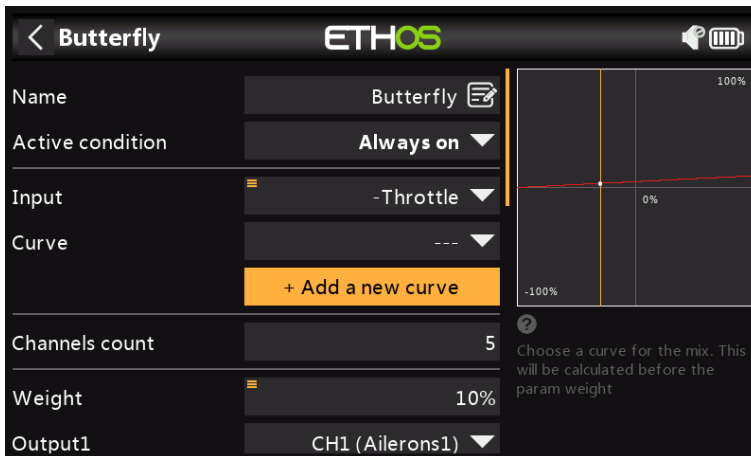 Butterfly
ETHOS
Name
Butterfly
Active condition
Always on
Input
-Throttle
Curve
---
+ Add a new curve
Channels count
5
Weight
10%
Output1
CH1 (Ailerons1)
100%
0%
-100%
?
Choose a curve for the mix. This
will be calculated before the
param weight